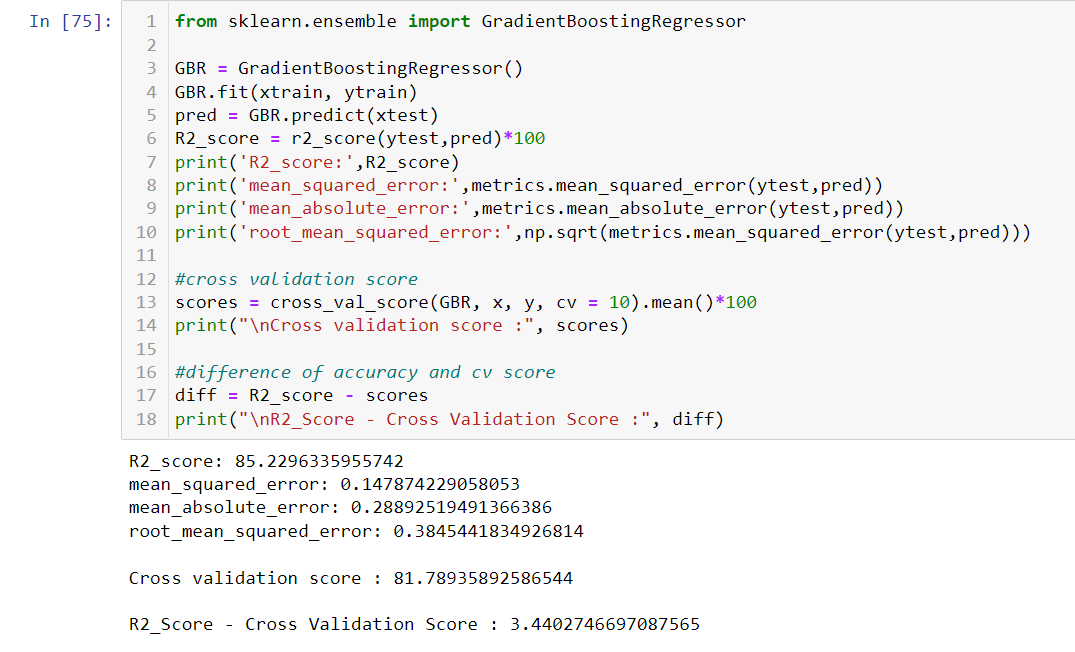 In [75]:
1 from sklearn.ensemble import GradientBoostingRegressor
2
3 GBR = GradientBoostingRegressor()
4 GBR.fit(xtrain, ytrain)
5 pred = GBR.predict(xtest)
6 R2_score = r2_score(ytest,pred)*100
7 print('R2_score:',R2_score)
8 print('mean_squared_error:',metrics.mean_squared_error(ytest,pred))
9 print('mean_absolute_error:',metrics.mean_absolute_error(ytest,pred))
10 print('root_mean_squared_error:',np.sqrt(metrics.mean_squared_error(ytest,pred)))
11
12 #cross validation score
13 scores = cross_val_score(GBR, x, y, cv = 10).mean()*100
14 print("\nCross validation score :", scores)
15
16 #difference of accuracy and cv score
17 diff = R2_score - scores
18 print("\nR2_Score - Cross Validation Score :", diff)
R2_score: 85.2296335955742
mean_squared_error: 0.147874229058053
mean_absolute_error: 0.28892519491366386
root_mean_squared_error: 0.3845441834926814
Cross validation score : 81.78935892586544
R2_Score - Cross Validation Score : 3.4402746697087565